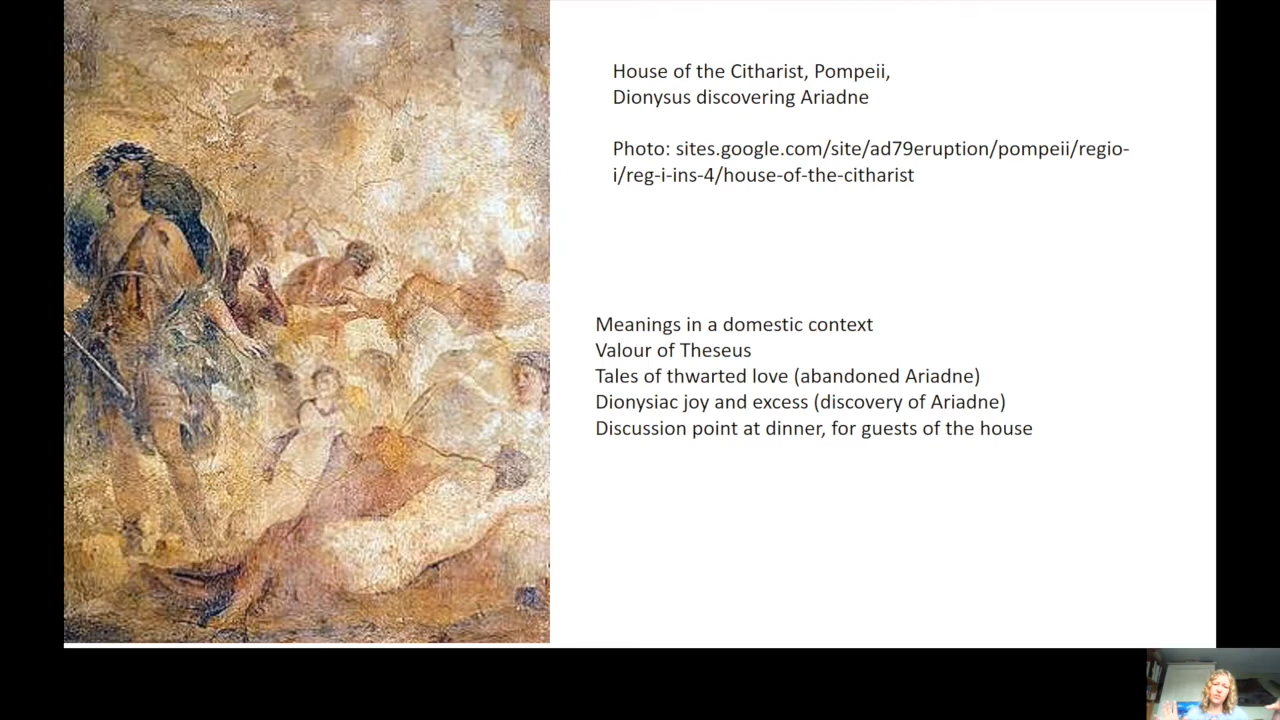 House of the Citharist, Pompeii,
Dionysus discovering Ariadne
Photo: sites.google.com/site/ad79eruption/pompeii/regio-
i/reg-i-ins-4/house-of-the-citharist
Meanings in a domestic context
Valour of Theseus
Tales of thwarted love (abandoned Ariadne)
Dionysiac joy and excess (discovery of Ariadne)
Discussion point at dinner, for guests of the house